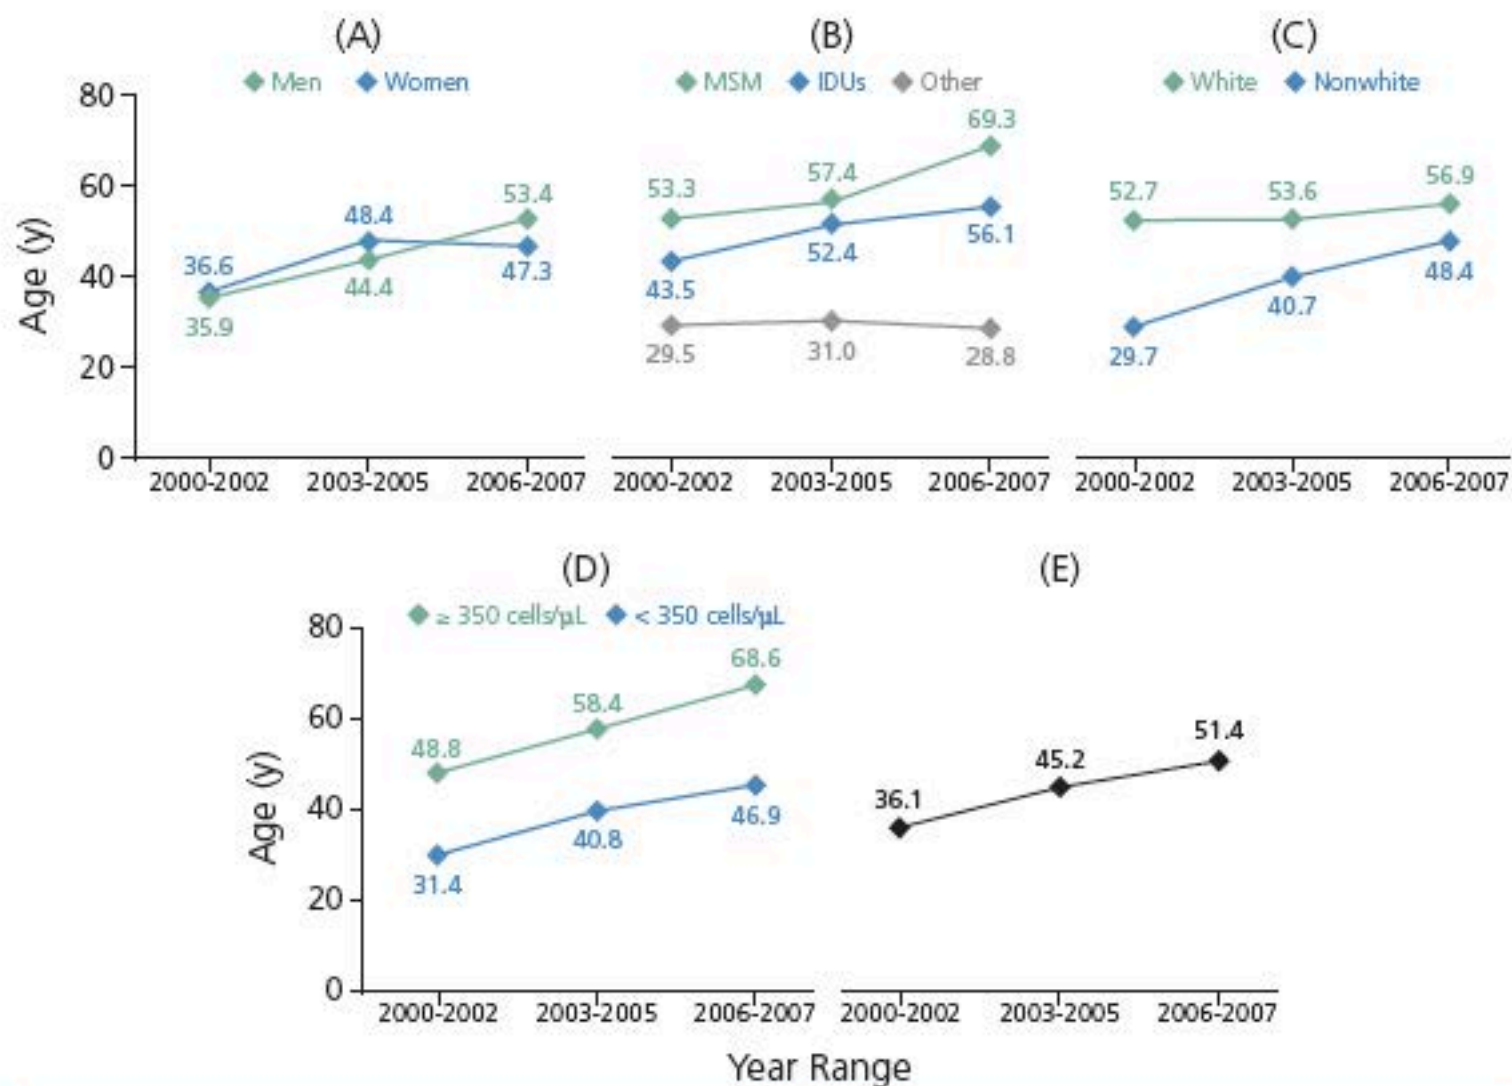 (A) (B) (C)
Men Women MSM IDUs Other White Nonwhite
80
60
40
20
0
Age (y)
36.6 48.4 53.4
35.9 44.4 47.3
53.3 57.4 69.3
43.5 52.4 56.1
29.5 31.0 28.8
52.7 53.6 56.9
29.7 40.7 48.4
2000-2002 2003-2005 2006-2007 2000-2002 2003-2005 2006-2007 2000-2002 2003-2005 2006-2007
(D) (E)
≥ 350 cells/µL < 350 cells/µL
80
60
40
20
0
Age (y)
48.8 58.4 68.6
31.4 40.8 46.9
36.1 45.2 51.4
2000-2002 2003-2005 2006-2007 2000-2002 2003-2005 2006-2007
Year Range